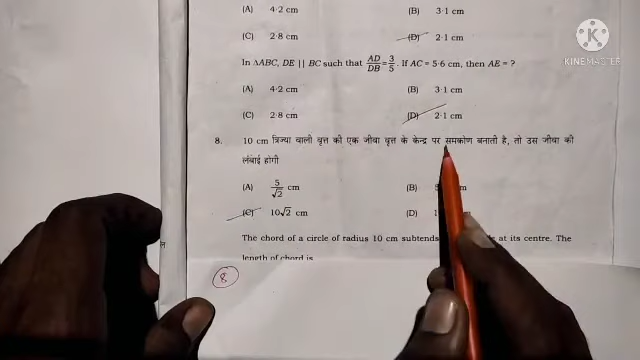 (A) 4·2 cm (B) 3·1 cm
(C) 2·8 cm (D) 2·1 cm
In ΔABC, DE || BC such that AD/DB = 3/5. If AC = 5·6 cm, then AE = ?
(A) 4·2 cm (B) 3·1 cm
(C) 2·8 cm (D) 2·1 cm
8. 10 cm त्रिज्या वाली वृत्त की एक जीवा वृत्त के केन्द्र पर समकोण बनाती है, तो उस जीवा की
लंबाई होगी
(A) 5/√2 cm (B) 5 m
(C) 10√2 cm (D) 1
The chord of a circle of radius 10 cm subtends at its centre. The
length of chord is
8
K
KINEMASTER